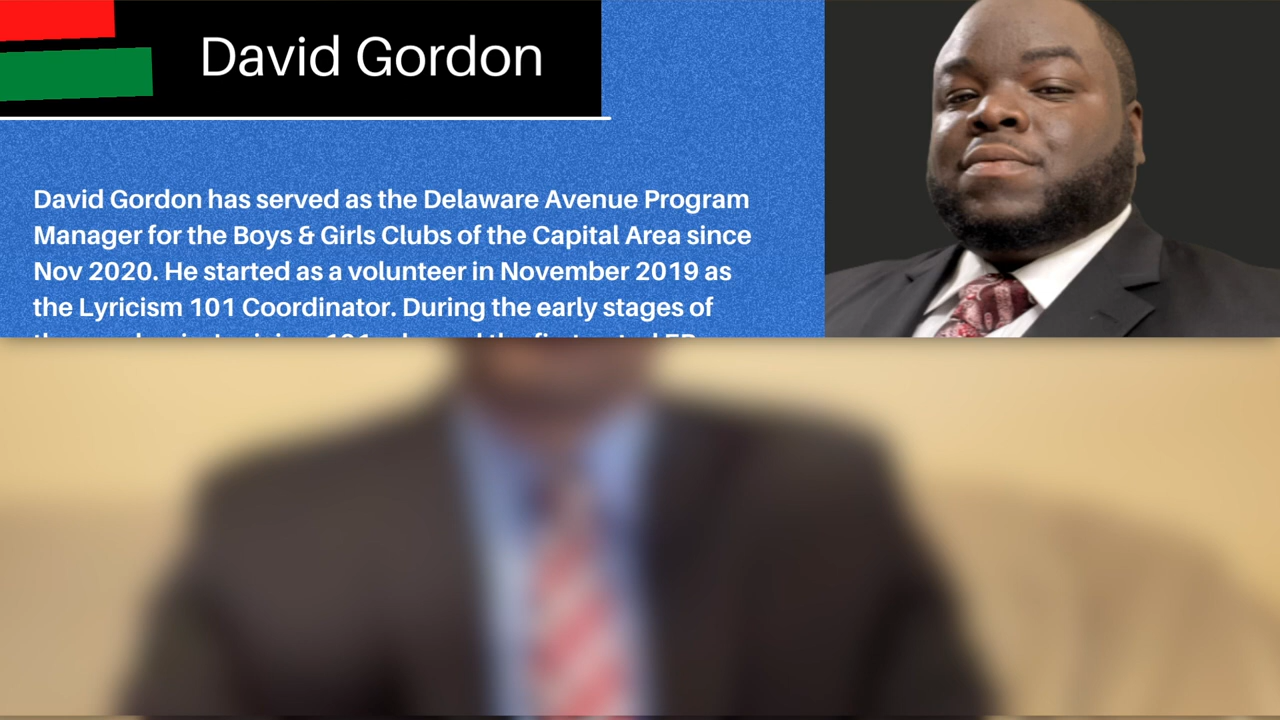 David Gordon
David Gordon has served as the Delaware Avenue Program
Manager for the Boys & Girls Clubs of the Capital Area since
Nov 2020. He started as a volunteer in November 2019 as
the Lyricism 101 Coordinator. During the early stages of